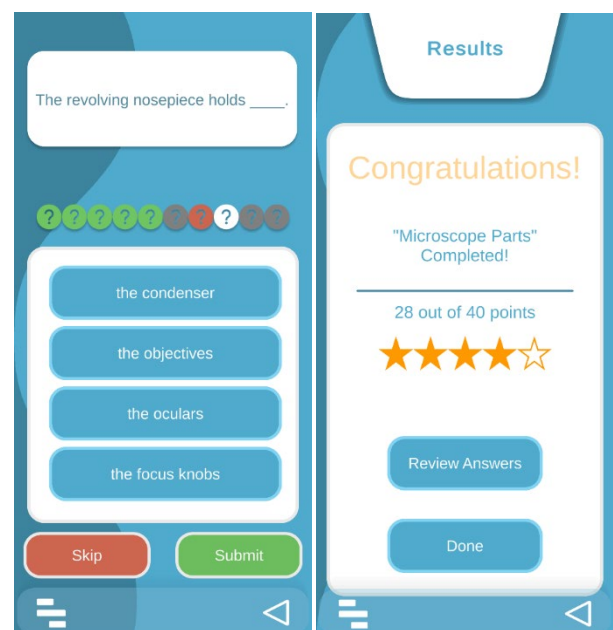 The revolving nosepiece holds ____.
? ? ? ? ? ? ? ? ? ?
the condenser
the objectives
the oculars
the focus knobs
Skip
Submit
Results
Congratulations!
"Microscope Parts"
Completed!
28 out of 40 points
Review Answers
Done